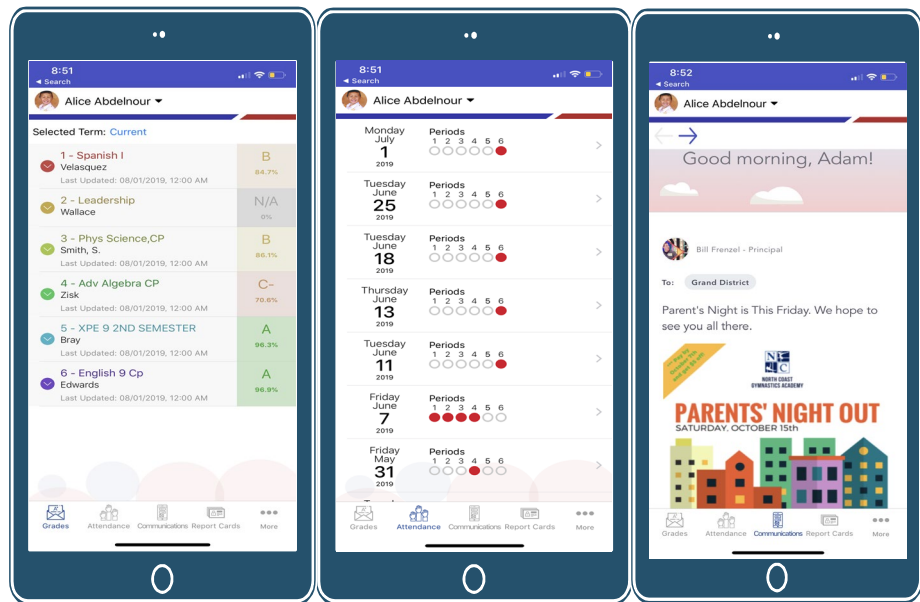 8:51
◄ Search
Alice Abdelnour
Selected Term: Current
1 - Spanish I
Velasquez
Last Updated: 08/01/2019, 12:00 AM
B
84.7%
2 - Leadership
Wallace
N/A
0%
3 - Phys Science,CP
Smith, S.
Last Updated: 08/01/2019, 12:00 AM
B
86.1%
4 - Adv Algebra CP
Zisk
Last Updated: 08/01/2019, 12:00 AM
C-
70.6%
5 - XPE 9 2ND SEMESTER
Bray
Last Updated: 08/01/2019, 12:00 AM
A
96.3%
6 - English 9 Cp
Edwards
Last Updated: 08/01/2019, 12:00 AM
A
96.9%
Grades
Attendance
Communications
Report Cards
More
8:51
◄ Search
Alice Abdelnour
Monday
July
1
2019
Periods
1 2 3 4 5 6
Tuesday
June
25
2019
Periods
1 2 3 4 5 6
Tuesday
June
18
2019
Periods
1 2 3 4 5 6
Thursday
June
13
2019
Periods
1 2 3 4 5 6
Tuesday
June
11
2019
Periods
1 2 3 4 5 6
Friday
June
7
2019
Periods
1 2 3 4 5 6
Friday
May
31
2019
Periods
1 2 3 4 5 6
Grades
Attendance
Communications
Report Cards
More
8:52
◄ Search
Alice Abdelnour
Good morning, Adam!
Bill Frenzel - Principal
To: Grand District
Parent's Night is This Friday. We hope to
see you all there.
NORTH COAST
GYMNASTICS ACADEMY
PARENTS' NIGHT OUT
SATURDAY, OCTOBER 15th
Grades
Attendance
Communications
Report Cards
More